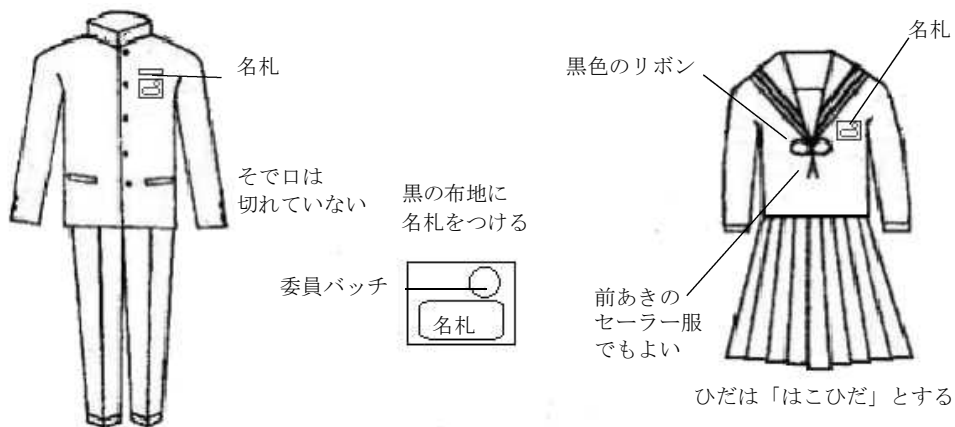 名札
そで口は
切れていない
黒の布地に
名札をつける
委員バッチ
名札
名札
黒色のリボン
前あきの
セーラー服
でもよい
ひだは「はこひだ」とする